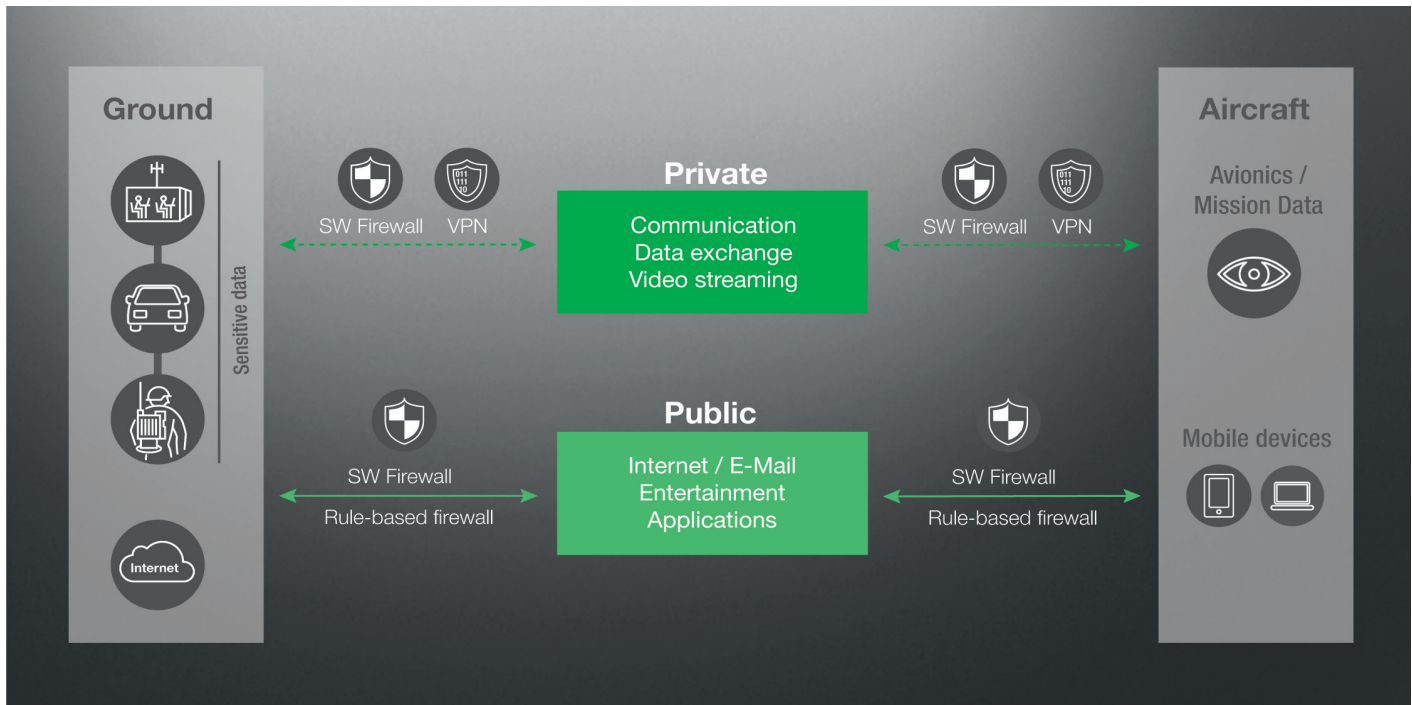 Ground
Sensitive data
Internet
SW Firewall
VPN
011
111
10
Private
Communication
Data exchange
Video streaming
SW Firewall
VPN
011
111
10
SW Firewall
Rule-based firewall
Public
Internet / E-Mail
Entertainment
Applications
SW Firewall
Rule-based firewall
Aircraft
Avionics /
Mission Data
Mobile devices